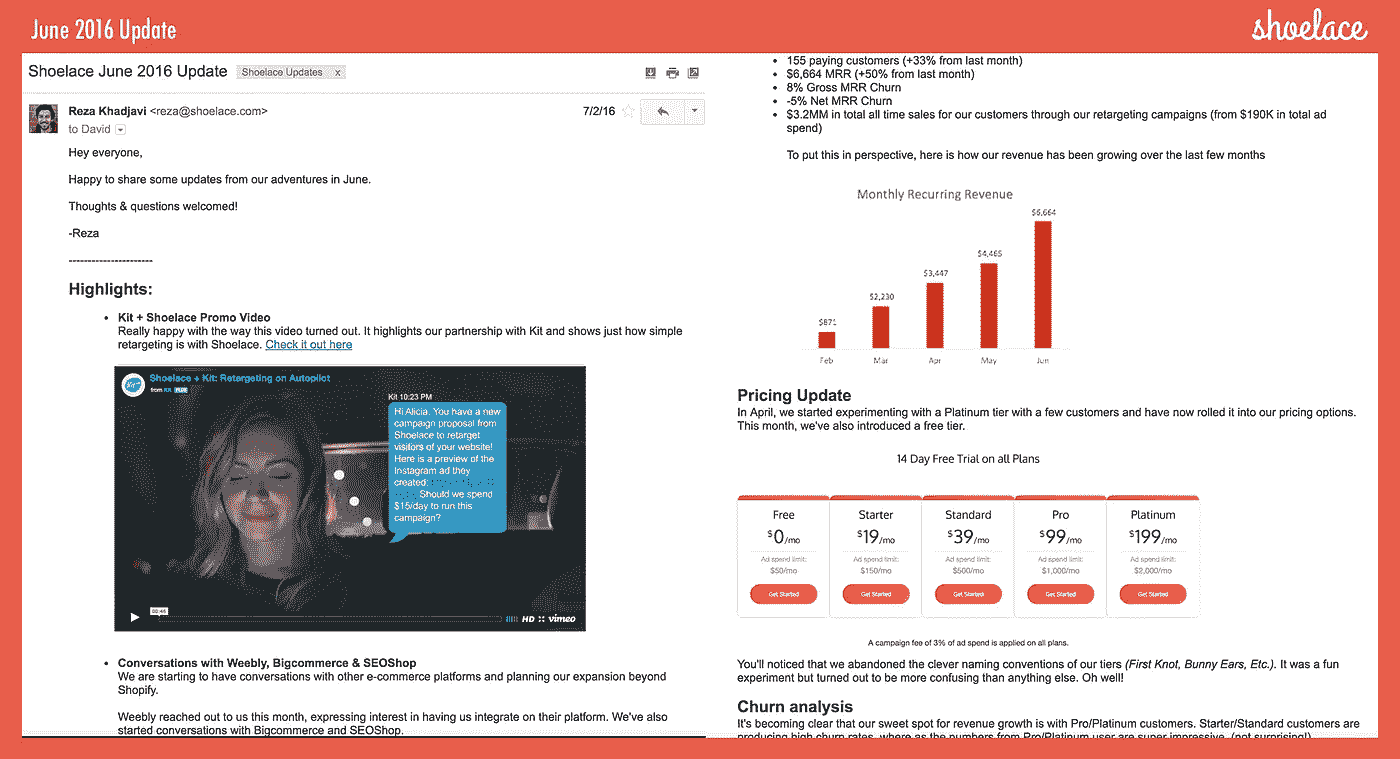 June 2016 Update
shoelace
Shoelace June 2016 Update
Shoelace Updates x
Reza Khadjavi <reza@shoelace.com>
7/2/16
to David
Hey everyone,
Happy to share some updates from our adventures in June.
Thoughts & questions welcomed!
-Reza
----------------------
Highlights:
• Kit + Shoelace Promo Video
Really happy with the way this video turned out. It highlights our partnership with Kit and shows just how simple
retargeting is with Shoelace. Check it out here
Kit
Shoelace + Kit: Retargeting on Autopilot
from Kit PLUS
Kit 10:23 PM
Hi Alicia. You have a new
campaign proposal from
Shoelace to retarget
visitors of your website!
Here is a preview of the
Instagram ad they
created:
Should we spend
$15/day to run this
campaign?
00:46
HD vimeo
• Conversations with Weebly, Bigcommerce & SEOShop
We are starting to have conversations with other e-commerce platforms and planning our expansion beyond
Shopify.
Weebly reached out to us this month, expressing interest in having us integrate on their platform. We've also
started conversations with Bigcommerce and SEOShop.
• 155 paying customers (+33% from last month)
• $6,664 MRR (+50% from last month)
• 8% Gross MRR Churn
• -5% Net MRR Churn
• $3.2MM in total all time sales for our customers through our retargeting campaigns (from $190K in total ad
spend)
To put this in perspective, here is how our revenue has been growing over the last few months
Monthly Recurring Revenue
$871
$2,230
$3,447
$4,465
$6,664
Feb
Mar
Apr
May
Jun
Pricing Update
In April, we started experimenting with a Platinum tier with a few customers and have now rolled it into our pricing options.
This month, we've also introduced a free tier.
14 Day Free Trial on all Plans
Free
$0/mo
Ad spend limit:
$50/mo
Get Started
Starter
$19/mo
Ad spend limit:
$150/mo
Get Started
Standard
$39/mo
Ad spend limit:
$500/mo
Get Started
Pro
$99/mo
Ad spend limit:
$1,000/mo
Get Started
Platinum
$199/mo
Ad spend limit:
$2,000/mo
Get Started
A campaign fee of 3% of ad spend is applied on all plans.
You'll noticed that we abandoned the clever naming conventions of our tiers (First Knot, Bunny Ears, Etc.). It was a fun
experiment but turned out to be more confusing than anything else. Oh well!
Churn analysis
It's becoming clear that our sweet spot for revenue growth is with Pro/Platinum customers. Starter/Standard customers are
producing high churn rates, where as the numbers from Pro/Platinum user are super impressive. (not surprising!)